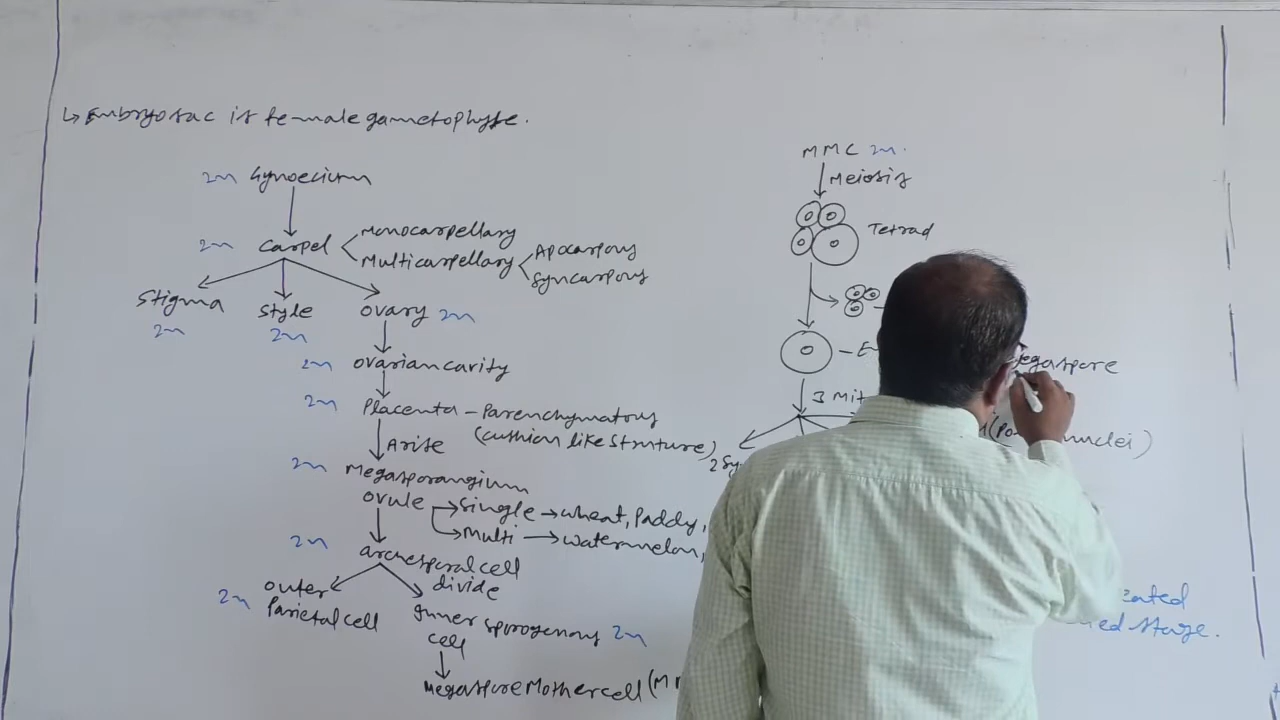 ↳ Embryosac is female gametophyte.
2n Gynoecium
2n Carpel
Monocarpellary
Multicarpellary
Apocarpous
Syncarpous
Stigma
2n
Style
2n
Ovary 2n
2n Ovarian cavity
2n Placenta - Parenchymatous
(Cushion like Struture)
Arise
2n Megasporangium
Ovule
Single → Wheat, Paddy,
Multi → Watermelon,
2n archesporal cell
divide
2n Outer
Parietal cell
Inner sporogenous 2n
cell
Megaspore Mother cell (M
MMC 2n.
Meiosis
Tetrad
egaspore
3 Mit
2 Sy
nuclei)
ated
ed Stage.